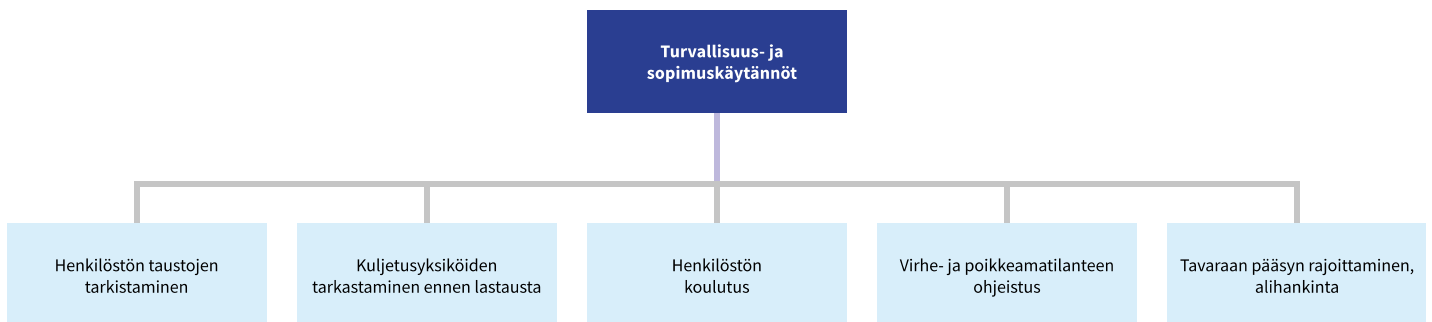 Turvallisuus- ja
sopimuskäytännöt
Henkilöstön taustojen
tarkistaminen
Kuljetusyksiköiden
tarkastaminen ennen lastausta
Henkilöstön
koulutus
Virhe- ja poikkeamatilanteen
ohjeistus
Tavaraan pääsyn rajoittaminen,
alihankinta